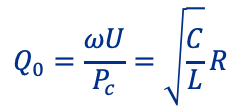 Q₀ = ωU/P_c = √(C/L) R